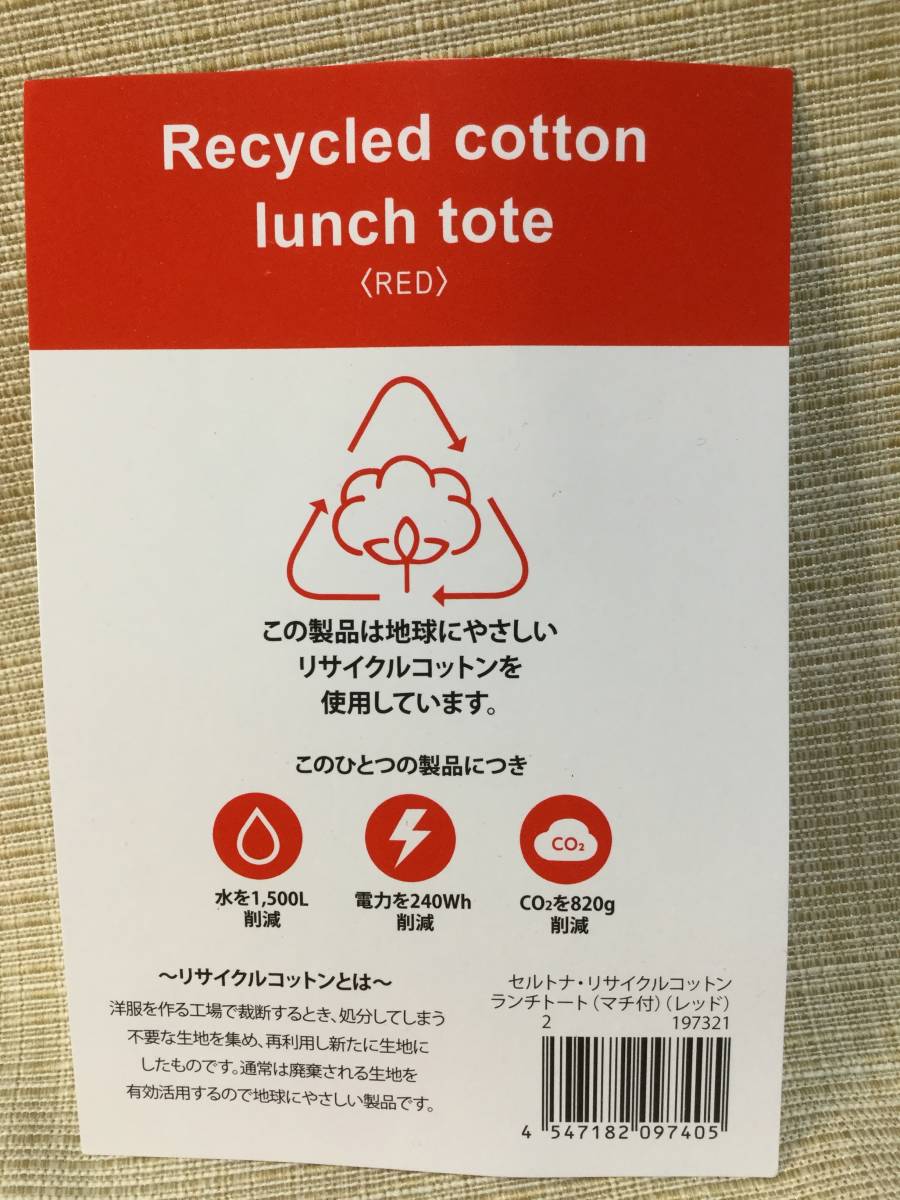 Recycled cotton
lunch tote
〈RED〉
この製品は地球にやさしい
リサイクルコットンを
使用しています。
このひとつの製品につき
水を1,500L
削減
電力を240Wh
削減
CO₂
CO₂を820g
削減
～リサイクルコットンとは～
洋服を作る工場で裁断するとき、処分してしまう
不要な生地を集め、再利用し新たに生地に
したものです。通常は廃棄される生地を
有効活用するので地球にやさしい製品です。
セルトナ・リサイクルコットン
ランチトート（マチ付）（レッド）
2 197321
4 547182 097405